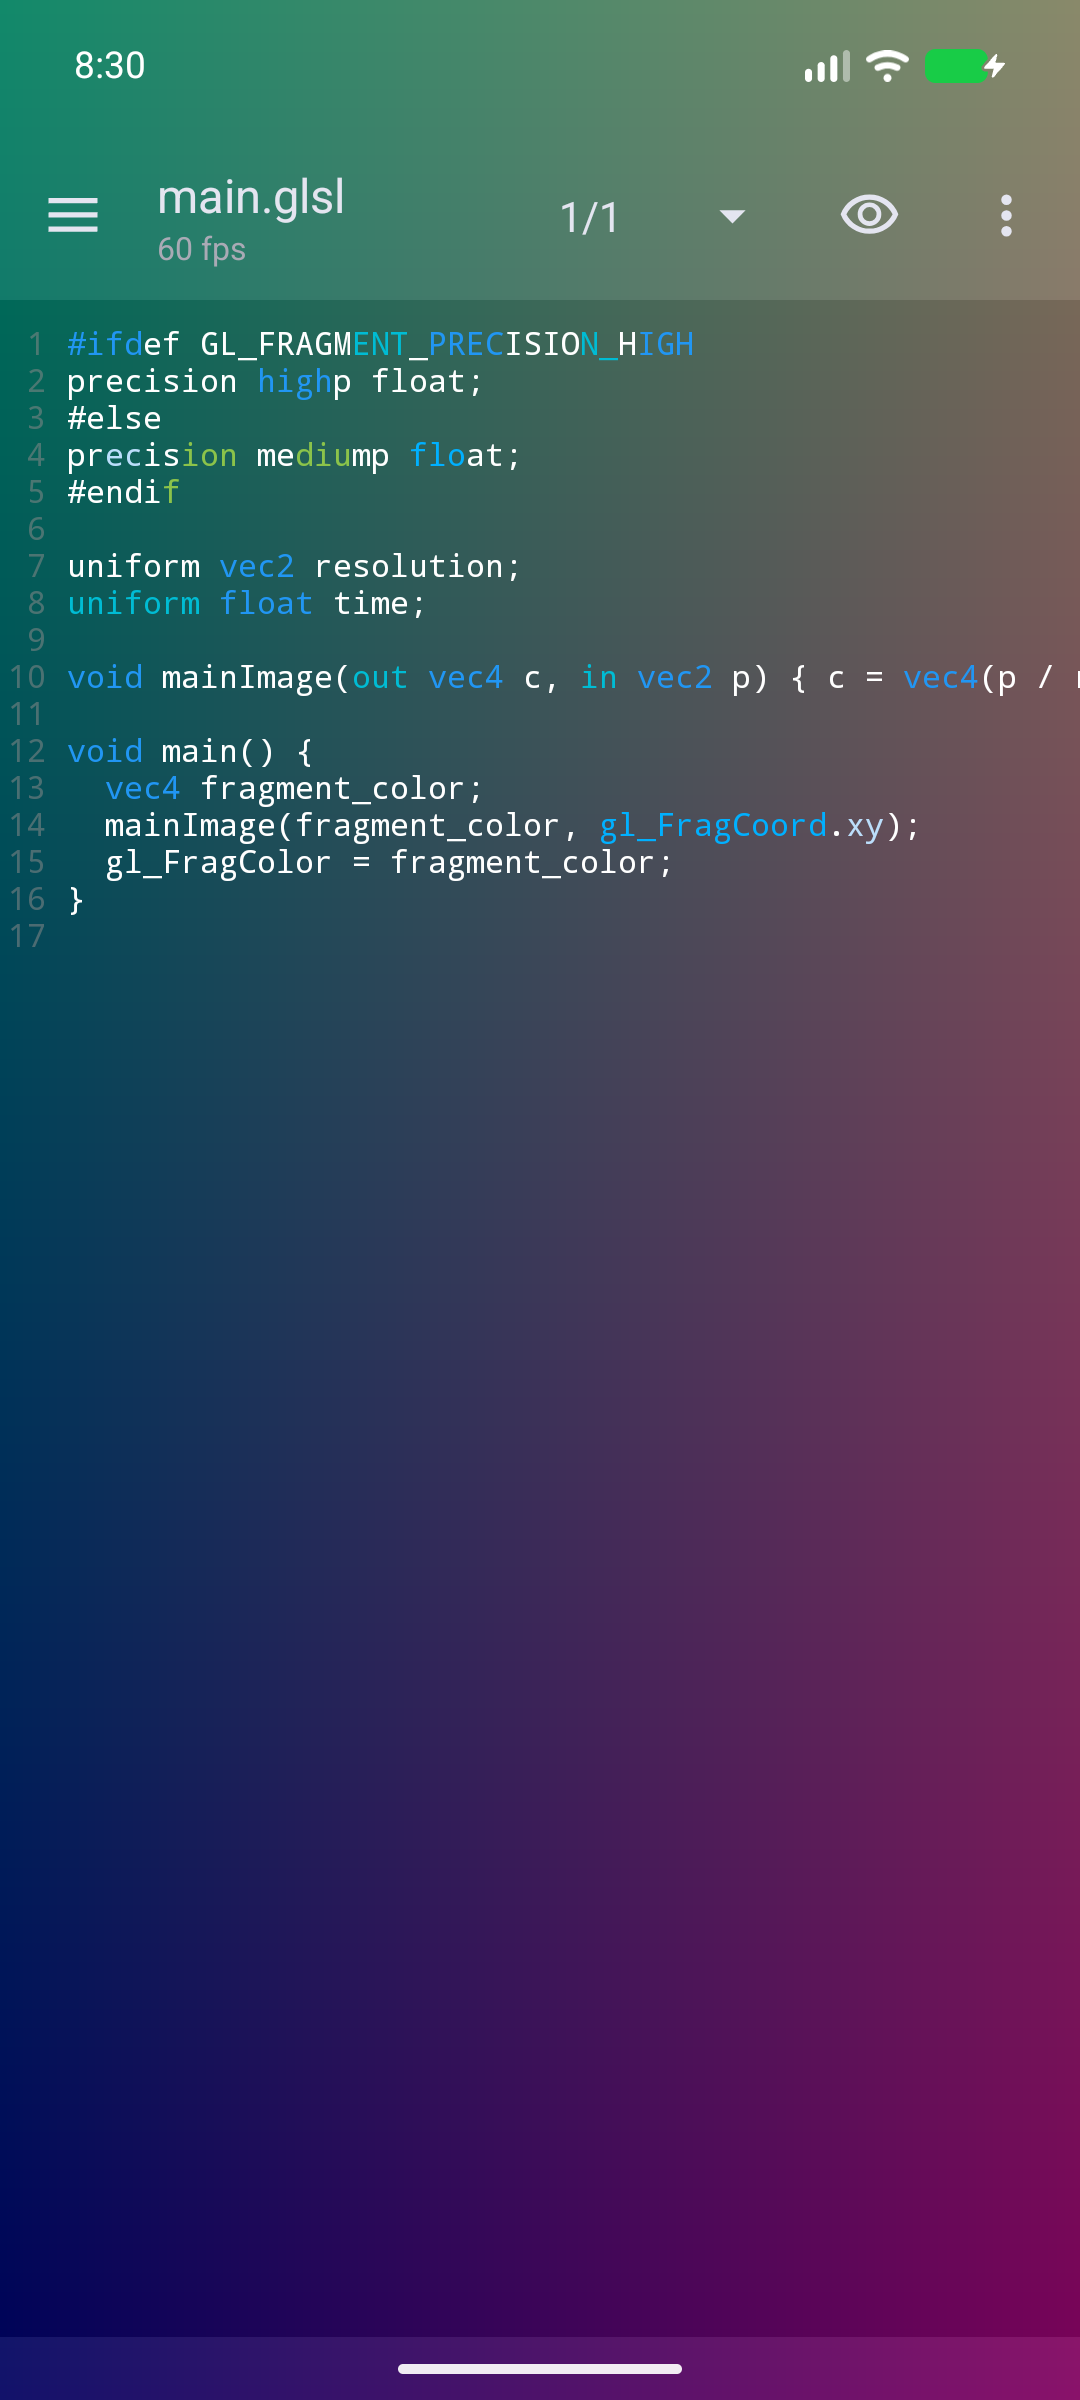 8:30
main.glsl
60 fps
1/1
1 #ifdef GL_FRAGMENT_PRECISION_HIGH
2 precision highp float;
3 #else
4 precision mediump float;
5 #endif
6
7 uniform vec2 resolution;
8 uniform float time;
9
10 void mainImage(out vec4 c, in vec2 p) { c = vec4(p /
11
12 void main() {
13   vec4 fragment_color;
14   mainImage(fragment_color, gl_FragCoord.xy);
15   gl_FragColor = fragment_color;
16 }
17